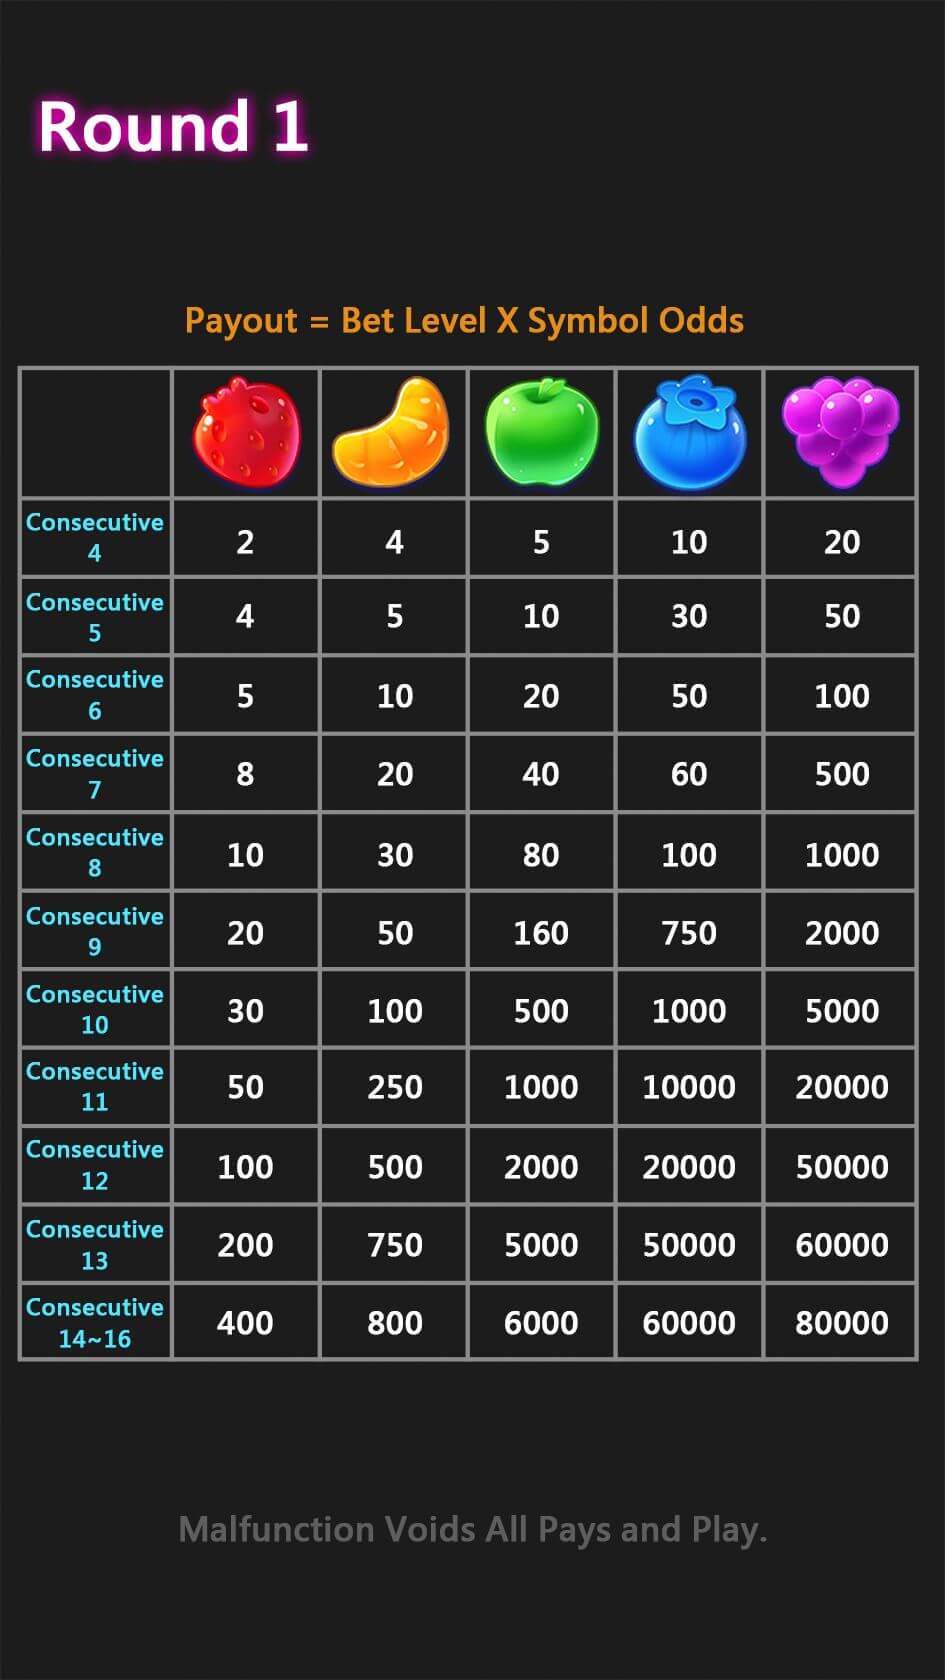 Round 1
Payout = Bet Level X Symbol Odds
Consecutive 4 2 4 5 10 20
Consecutive 5 4 5 10 30 50
Consecutive 6 5 10 20 50 100
Consecutive 7 8 20 40 60 500
Consecutive 8 10 30 80 100 1000
Consecutive 9 20 50 160 750 2000
Consecutive 10 30 100 500 1000 5000
Consecutive 11 50 250 1000 10000 20000
Consecutive 12 100 500 2000 20000 50000
Consecutive 13 200 750 5000 50000 60000
Consecutive 14~16 400 800 6000 60000 80000
Malfunction Voids All Pays and Play.